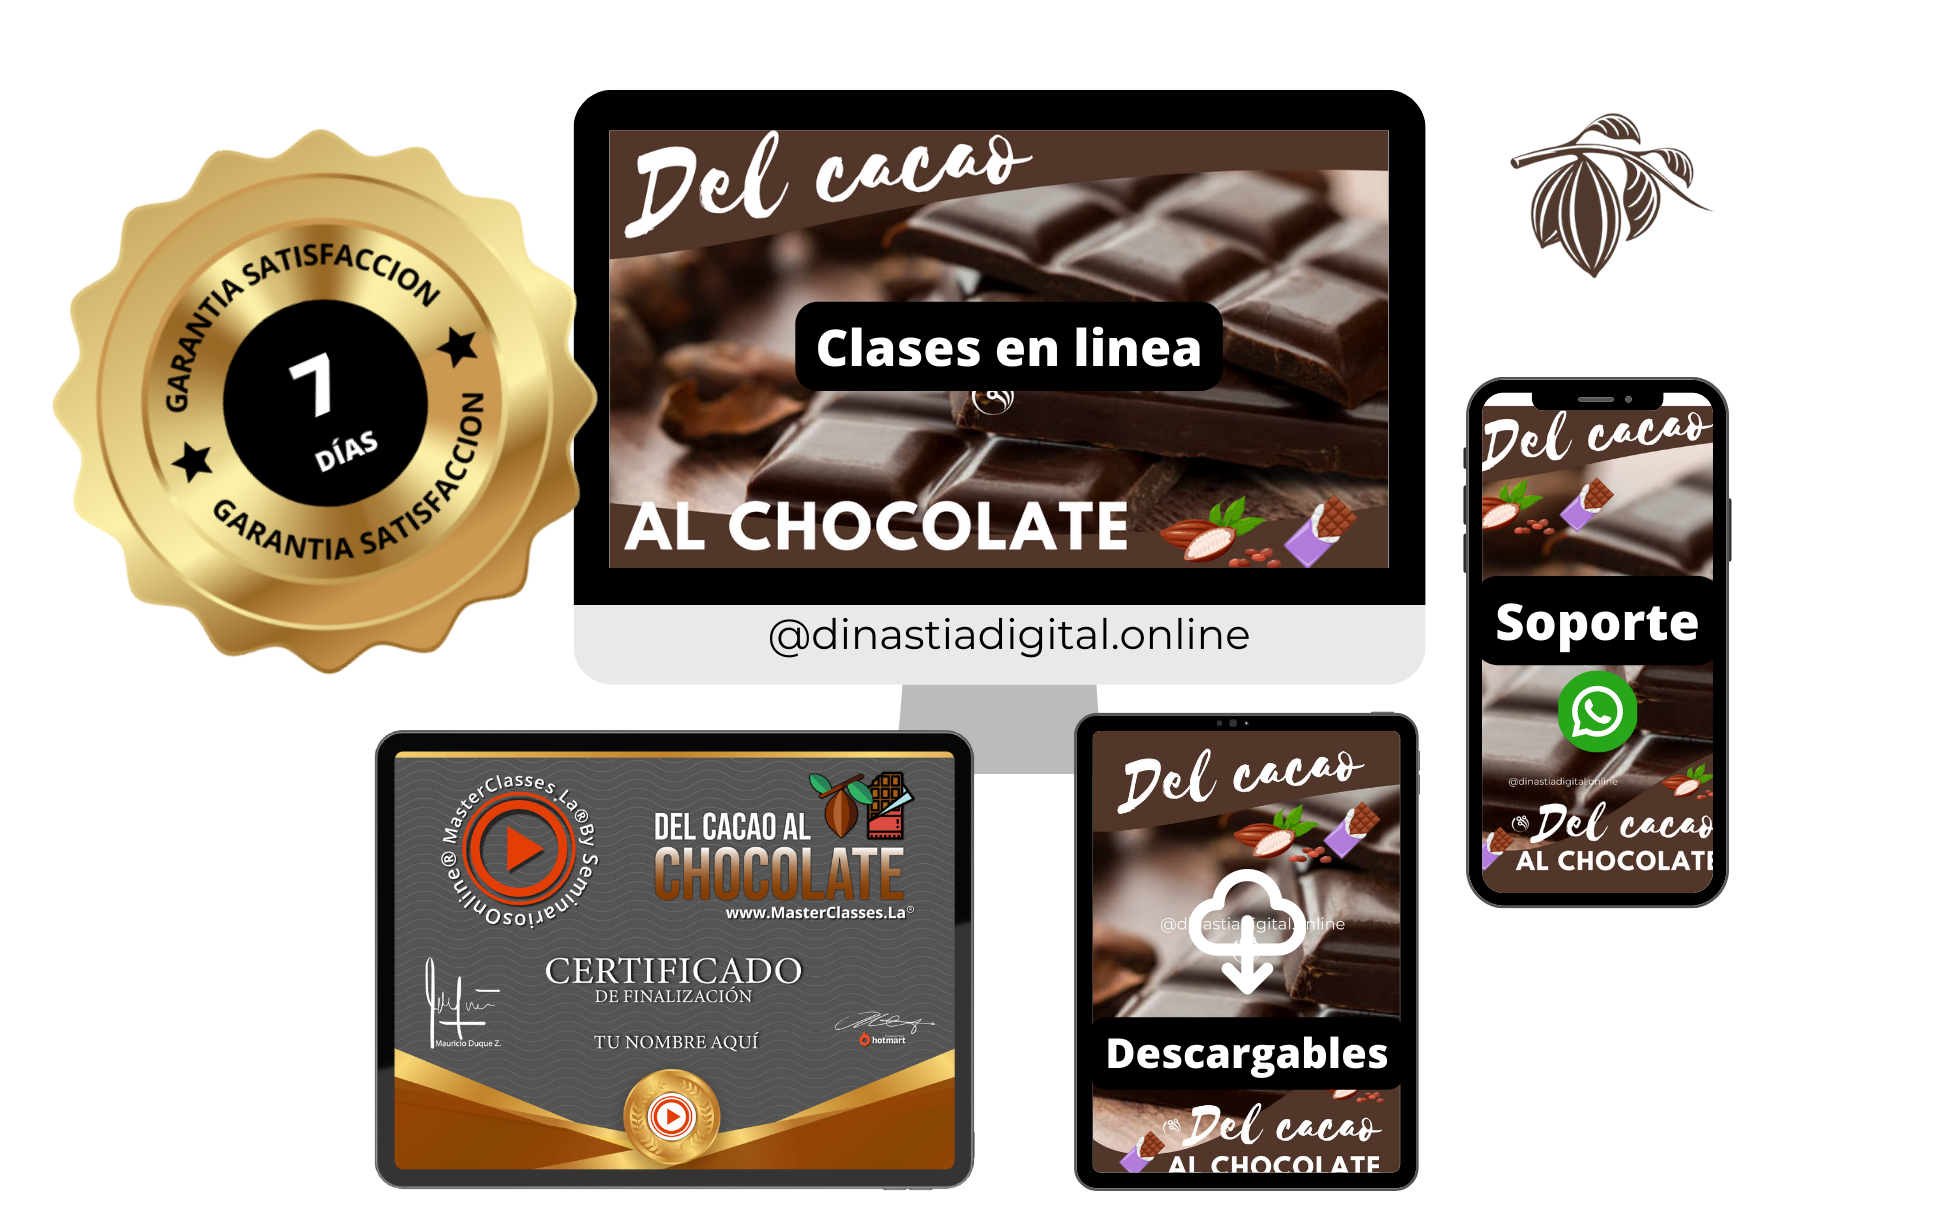 GARANTIA SATISFACCION
7
DÍAS
GARANTIA SATISFACCION
Del cacao
Clases en linea
AL CHOCOLATE
@dinastiadigital.online
Del cacao
Soporte
@dinastiadigital.online
Del cacao
AL CHOCOLATE
MasterClasses.La®By SeminariosOnline®
DEL CACAO AL
CHOCOLATE
www.MasterClasses.La®
CERTIFICADO
DE FINALIZACIÓN
TU NOMBRE AQUÍ
Mauricio Duque Z.
hotmart
Del cacao
@dinastiadigital.online
Descargables
Del cacao
AL CHOCOLATE